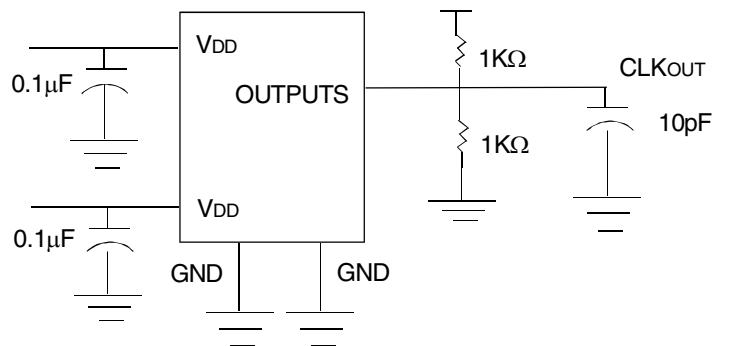 VDD
1KΩ
CLKOUT
0.1μF
OUTPUTS
10pF
1KΩ
VDD
0.1μF
GND
GND